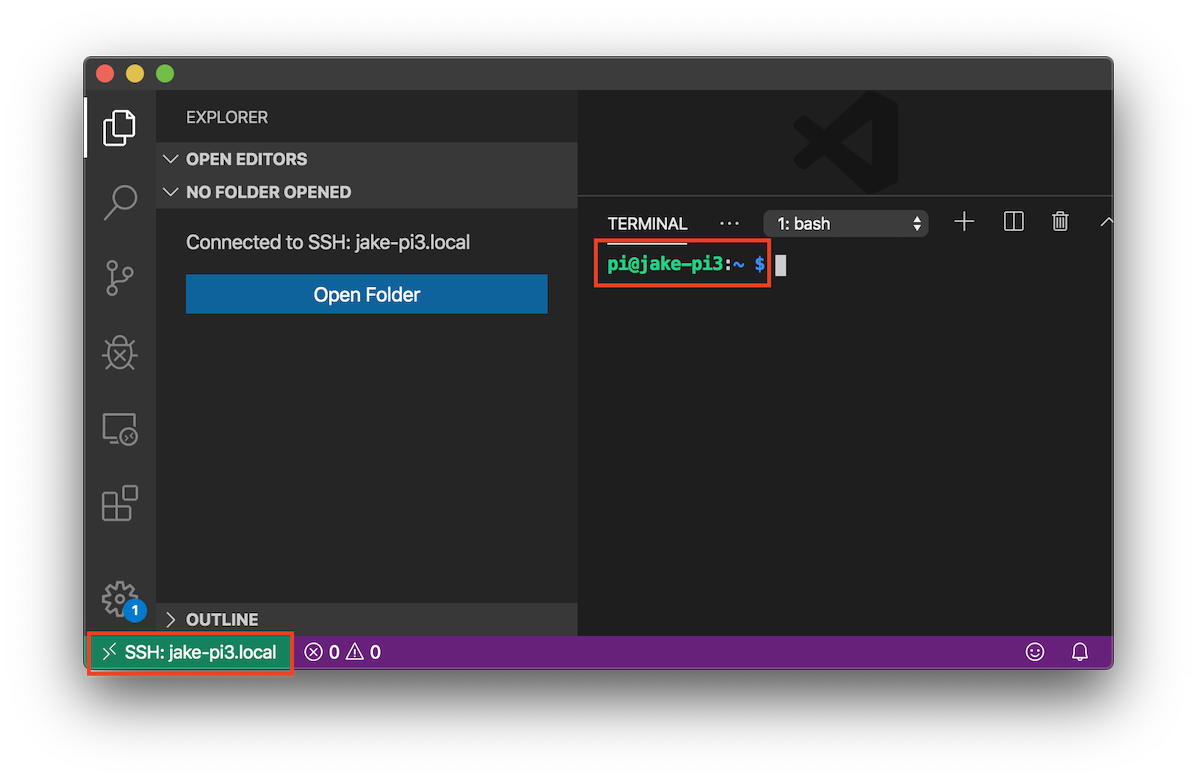 EXPLORER
OPEN EDITORS
NO FOLDER OPENED
Connected to SSH: jake-pi3.local
Open Folder
OUTLINE
TERMINAL ... 1: bash
pi@jake-pi3:~ $
1
SSH: jake-pi3.local 0 0